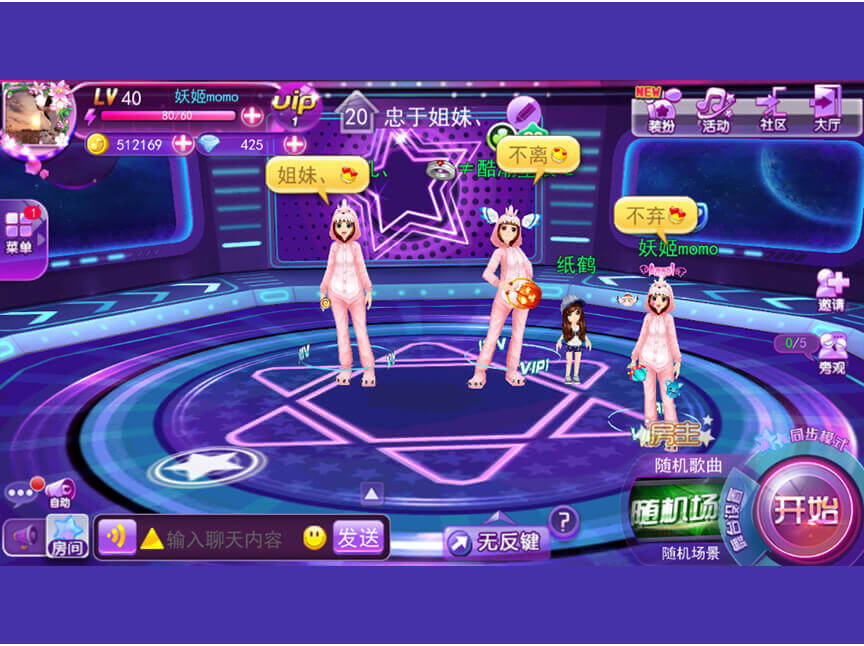 LV 40
妖姬momo
80/60
vip
1
512169
425
20
忠于姐妹、
NEW
装扮
活动
社区
大厅
姐妹、
不离
不弃
妖姬momo
纸鹤
菜单
1
邀请
0/5
旁观
VIP!
房主
随机歌曲
随机场
随机场景
同步模式
开始
自动
房间
输入聊天内容
发送
无反键
?